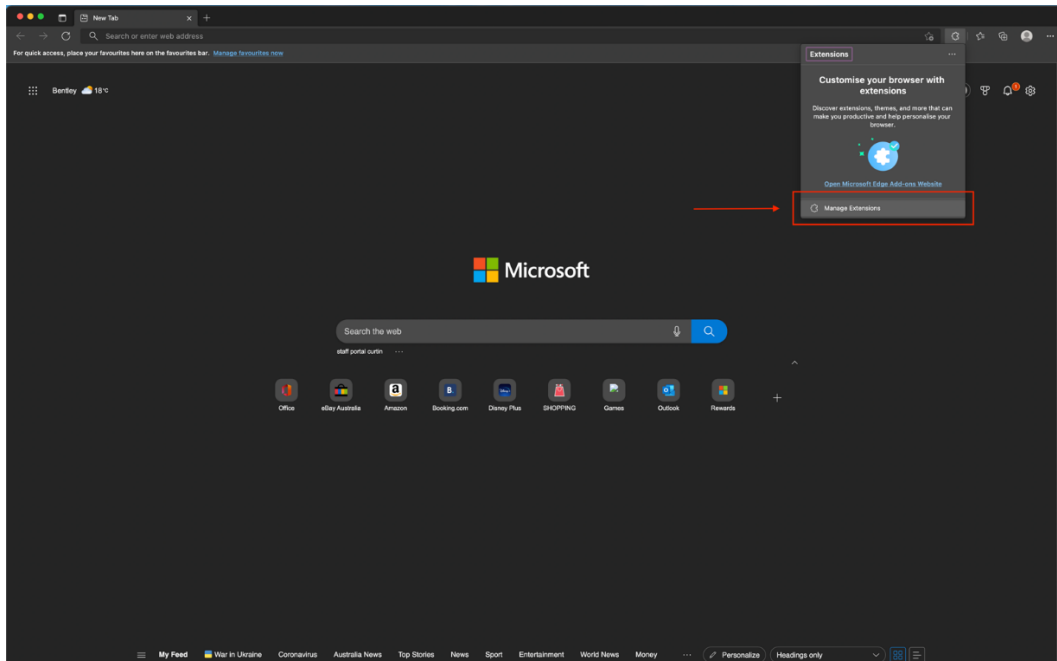 New Tab
Search or enter web address
For quick access, place your favourites here on the favourites bar. Manage favourites now
Extensions
Customise your browser with
extensions
Discover extensions, themes, and more that can
make you productive and help personalise your
browser.
Open Microsoft Edge Add-ons Website
Manage Extensions
Bentley 18°C
Microsoft
Search the web
staff portal curtin
Office eBay Australia Amazon Booking.com Disney Plus SHOPPING Games Outlook Rewards
My Feed War in Ukraine Coronavirus Australia News Top Stories News Sport Entertainment World News Money ... Personalize Headings only